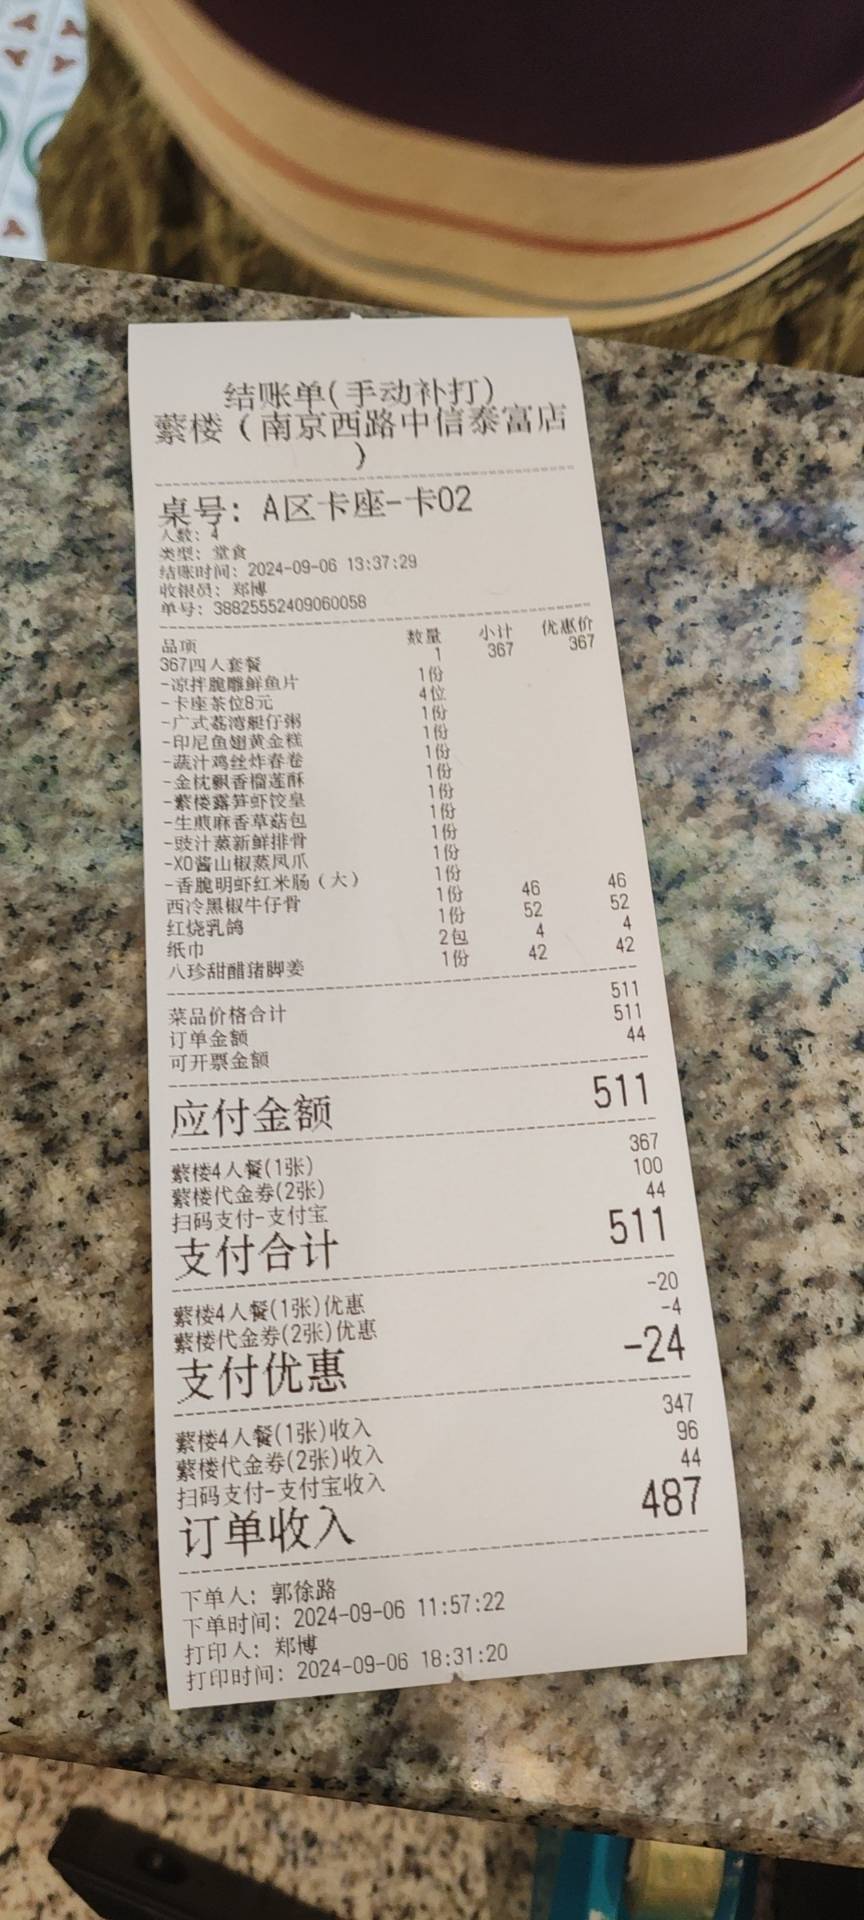 结账单(手动补打)
蘩楼（南京西路中信泰富店
）
桌号: A区卡座-卡02
人数: 4
类型: 堂食
结账时间: 2024-09-06 13:37:29
收银员: 郑博
单号: 38825552409060058
品项 数量 小计 优惠价
367四人套餐 1 367 367
-凉拌脆雕鲜鱼片 1份
-卡座茶位8元 4位
-广式荔湾艇仔粥 1份
-印尼鱼翅黄金糕 1份
-蔬汁鸡丝炸春卷 1份
-金枕飘香榴莲酥 1份
-蘩楼露笋虾饺皇 1份
-生煎麻香草菇包 1份
-豉汁蒸新鲜排骨 1份
-XO酱山椒蒸凤爪 1份
-香脆明虾红米肠（大） 1份
西冷黑椒牛仔骨 1份 46 46
红烧乳鸽 1份 52 52
纸巾 2包 4 4
八珍甜醋猪脚姜 1份 42 42
菜品价格合计 511
订单金额 511
可开票金额 44
应付金额 511
蘩楼4人餐(1张) 367
蘩楼代金券(2张) 100
扫码支付-支付宝 44
支付合计 511
蘩楼4人餐(1张)优惠 -20
蘩楼代金券(2张)优惠 -4
支付优惠 -24
蘩楼4人餐(1张)收入 347
蘩楼代金券(2张)收入 96
扫码支付-支付宝收入 44
订单收入 487
下单人: 郭徐路
下单时间: 2024-09-06 11:57:22
打印人: 郑博
打印时间: 2024-09-06 18:31:20